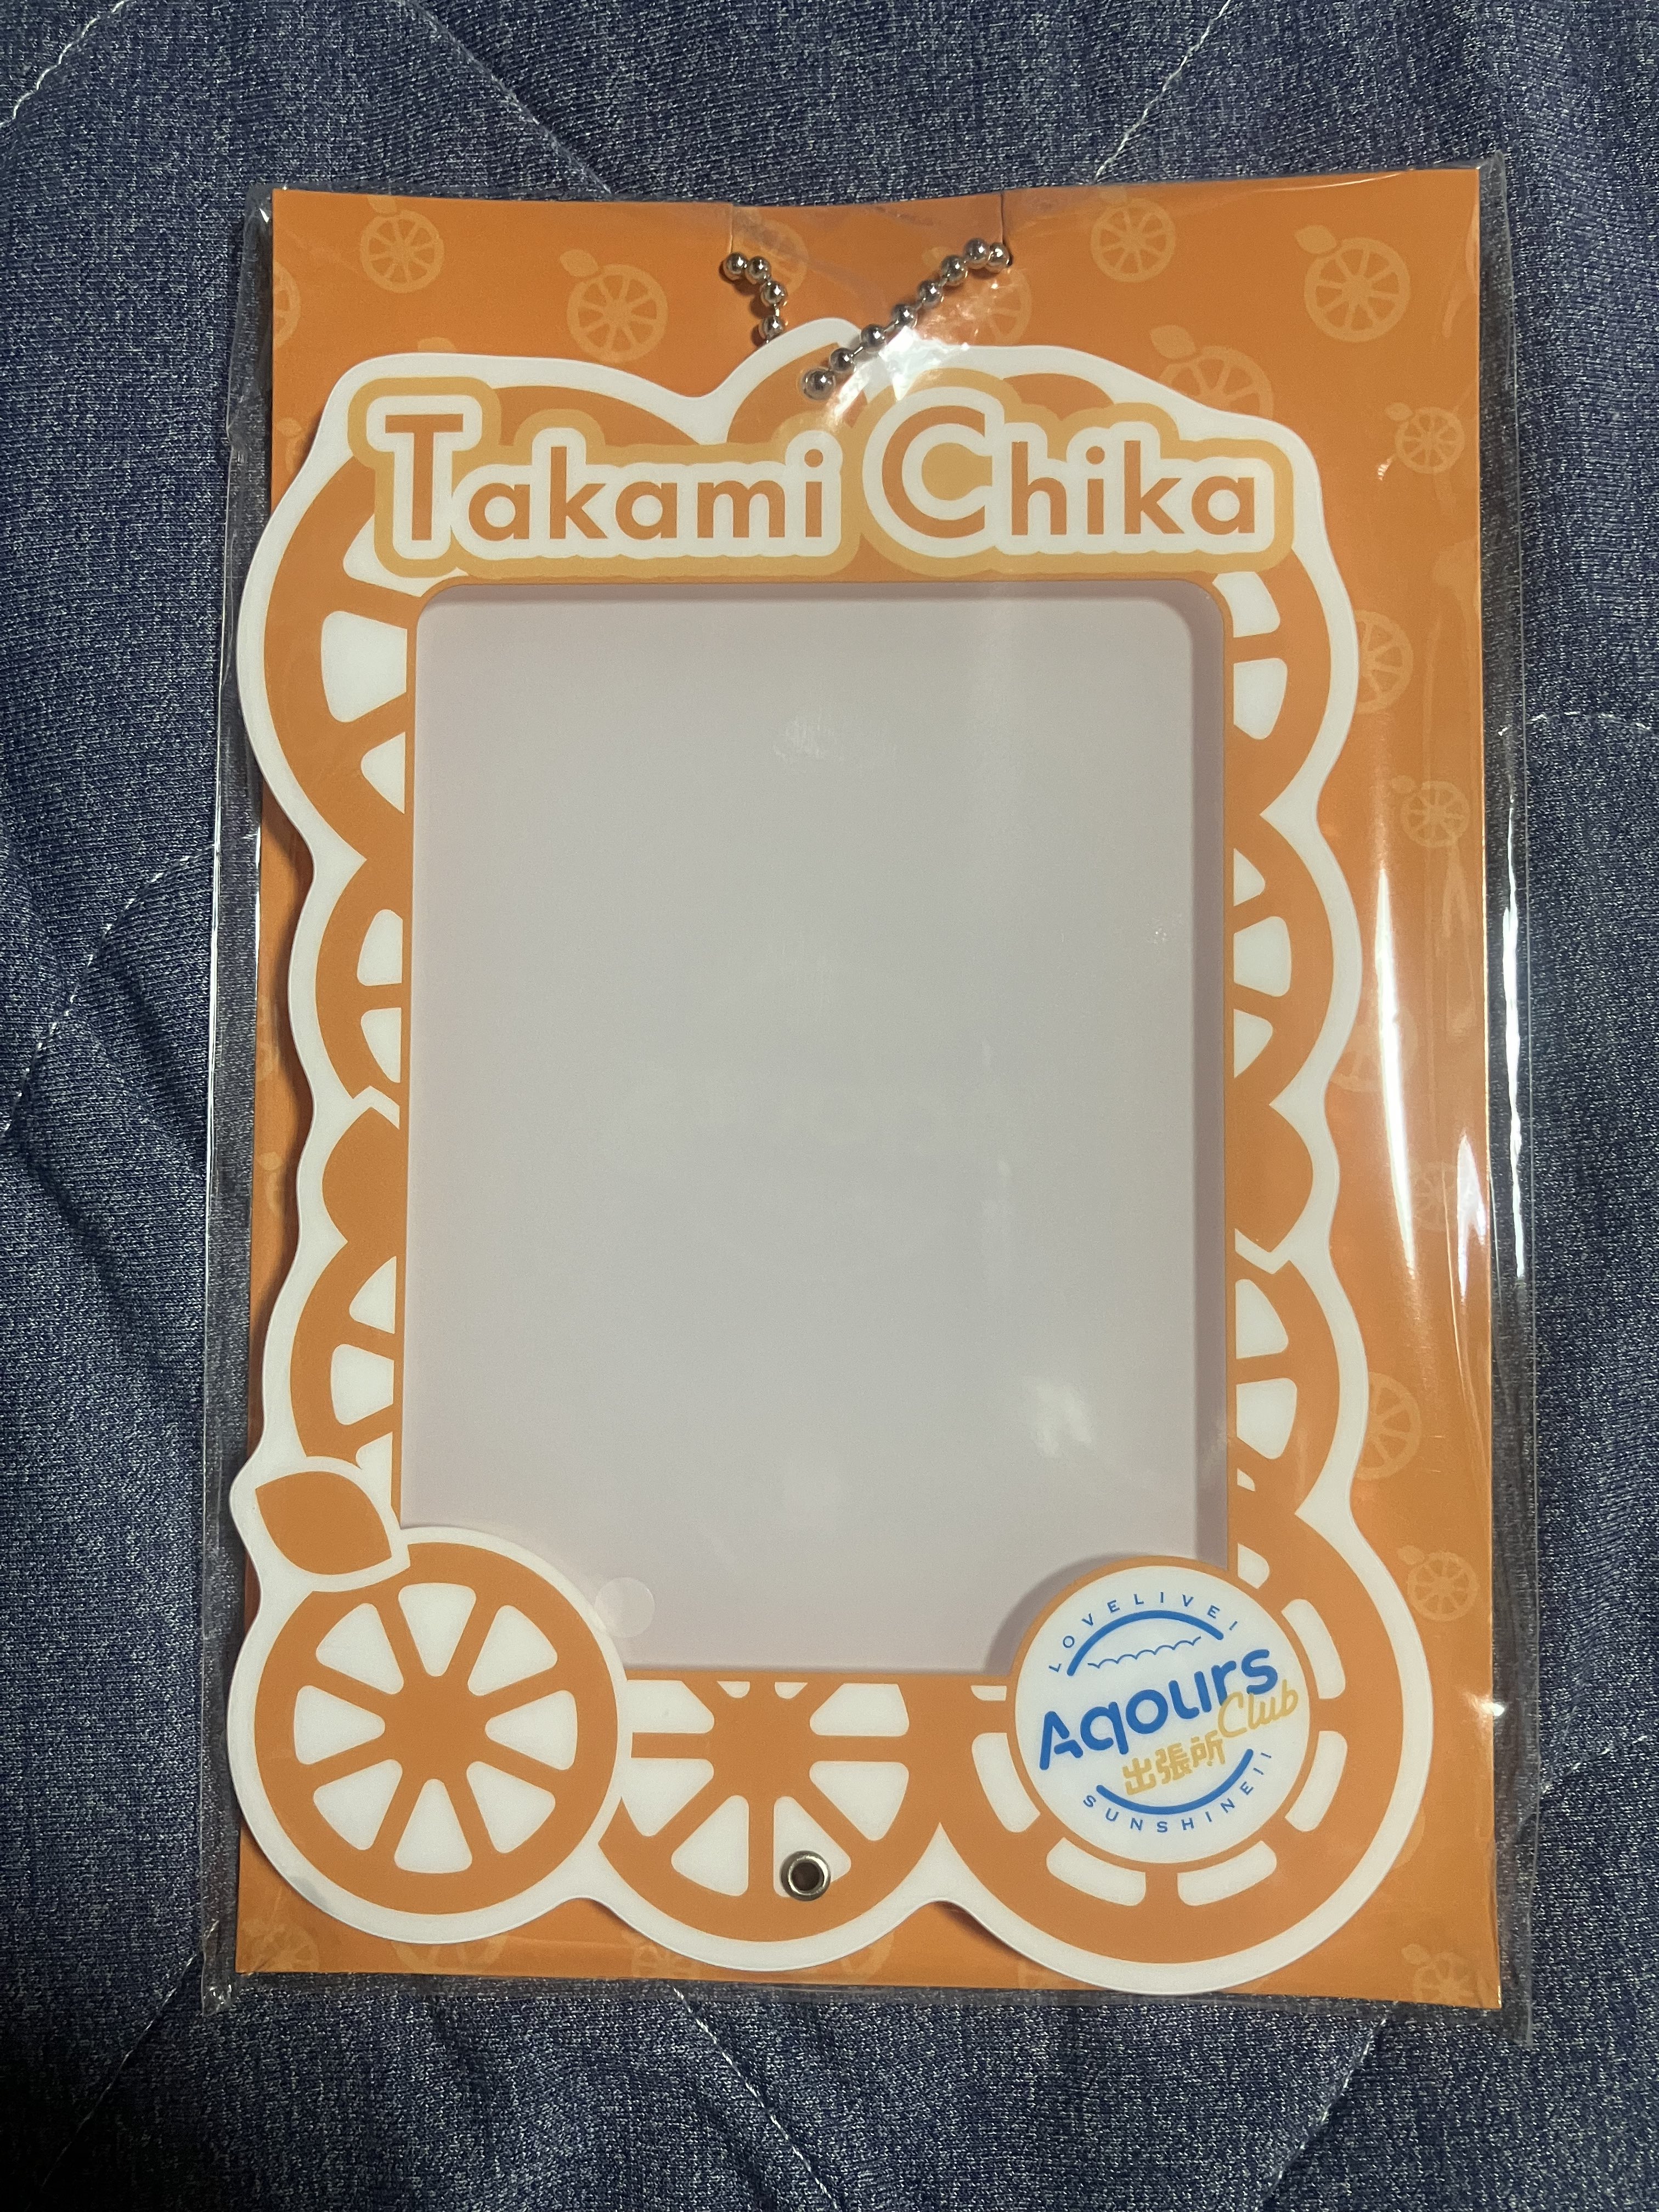 Takami Chika
LOVELIVE!
Aqours
Club
出張所
SUNSHINE!!